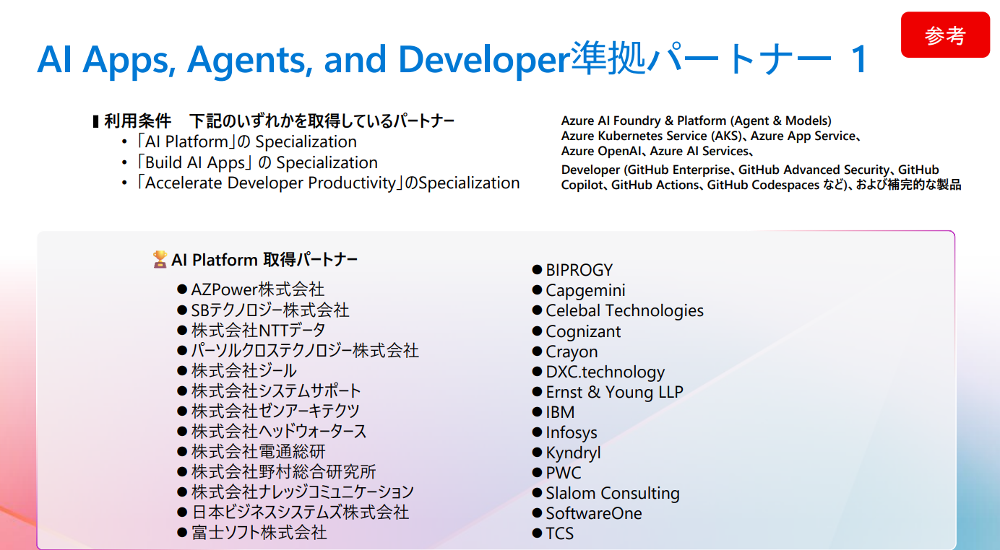 参考
AI Apps, Agents, and Developer準拠パートナー 1
▮ 利用条件　下記のいずれかを取得しているパートナー
• 「AI Platform」の Specialization
• 「Build AI Apps」 の Specialization
• 「Accelerate Developer Productivity」のSpecialization
Azure AI Foundry & Platform (Agent & Models)
Azure Kubernetes Service (AKS)、Azure App Service、
Azure OpenAI、Azure AI Services、
Developer (GitHub Enterprise、GitHub Advanced Security、GitHub
Copilot、GitHub Actions、GitHub Codespaces など)、および補完的な製品
🏆 AI Platform 取得パートナー
●AZPower株式会社
●SBテクノロジー株式会社
●株式会社NTTデータ
●パーソルクロステクノロジー株式会社
●株式会社ジール
●株式会社システムサポート
●株式会社ゼンアーキテクツ
●株式会社ヘッドウォータース
●株式会社電通総研
●株式会社野村総合研究所
●株式会社ナレッジコミュニケーション
●日本ビジネスシステムズ株式会社
●富士ソフト株式会社
●BIPROGY
●Capgemini
●Celebal Technologies
●Cognizant
●Crayon
●DXC.technology
●Ernst & Young LLP
●IBM
●Infosys
●Kyndryl
●PWC
●Slalom Consulting
●SoftwareOne
●TCS